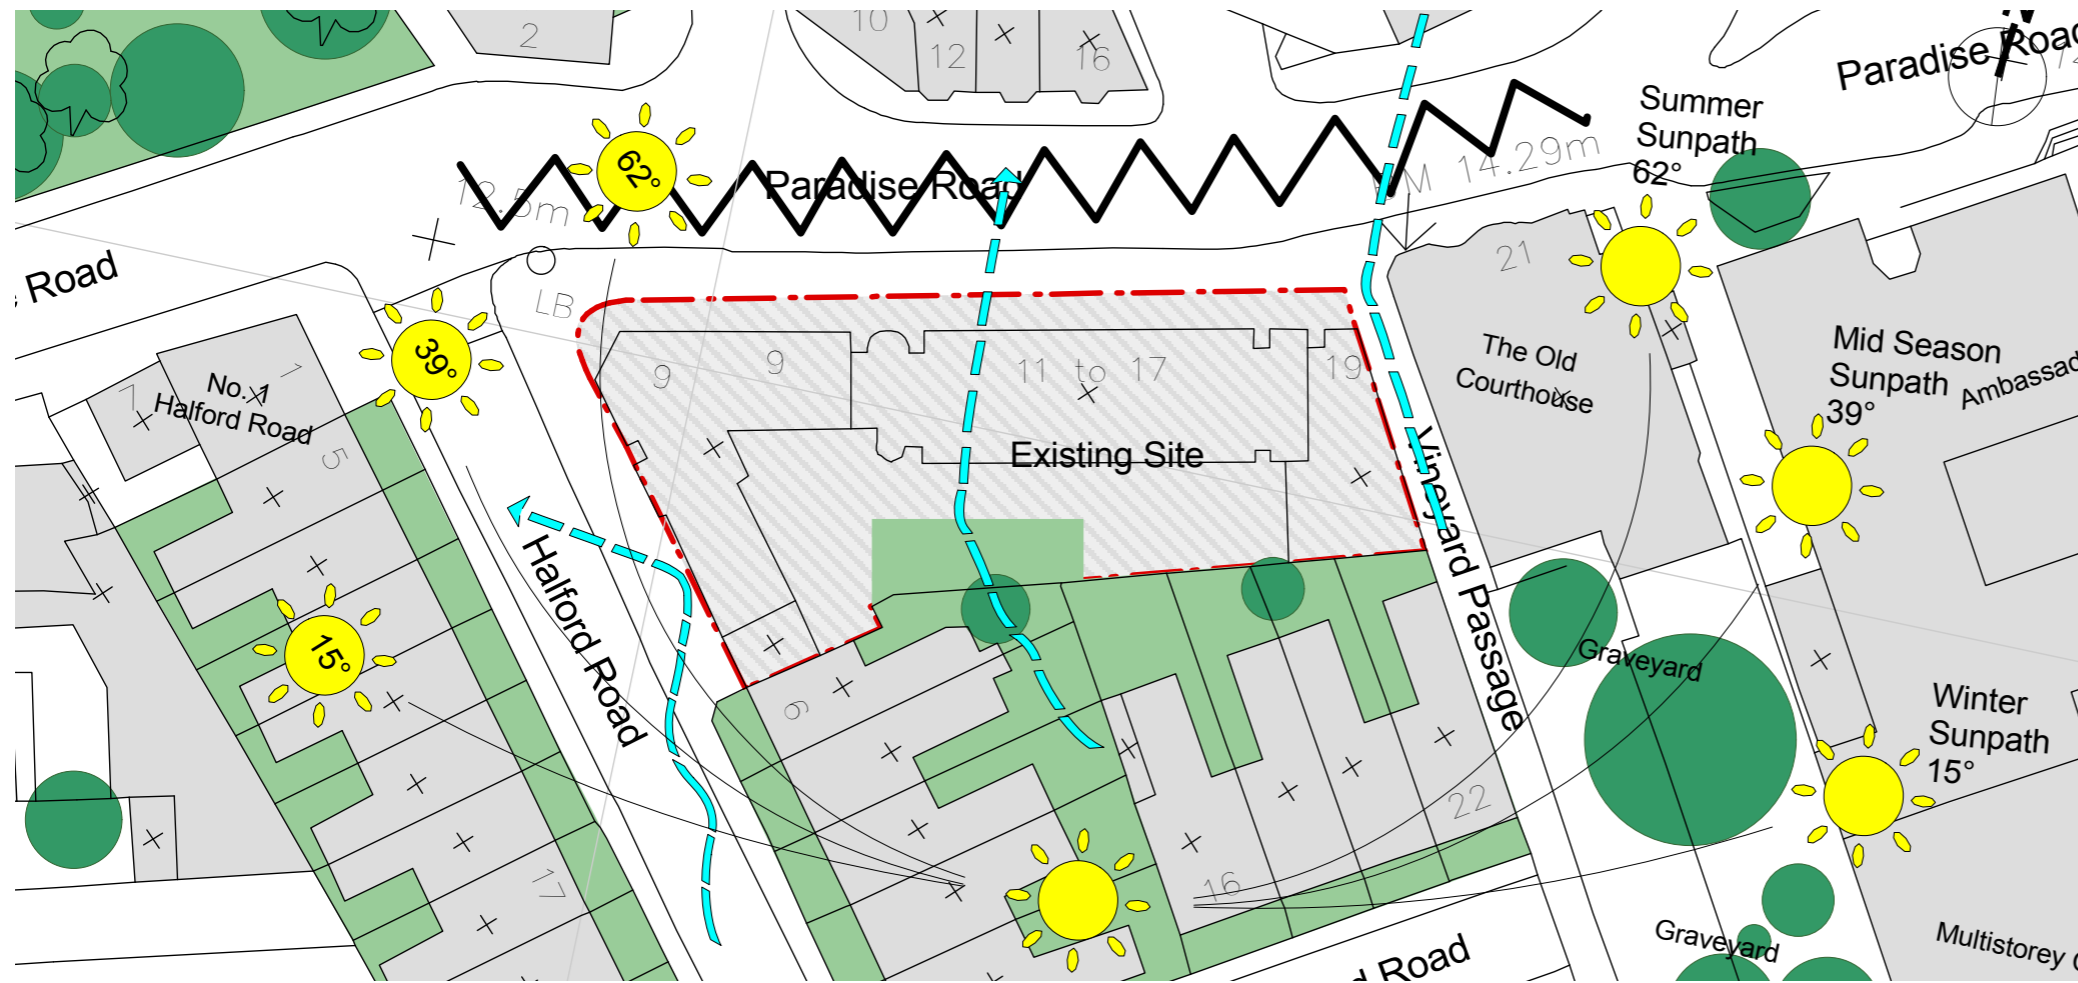 2
10
12
16
Paradise Road
N
Summer
Sunpath
62°
62°
12.5m
Paradise Road
14.29m
Road
LB
21
39°
No. 1
Halford Road
1
7
5
9
9
11 to 17
19
Existing Site
The Old
Courthouse
Mid Season
Sunpath
39°
Vineyard Passage
Halford Road
15°
Graveyard
6
Winter
Sunpath
15°
22
16
17
Graveyard
Multistorey
Road